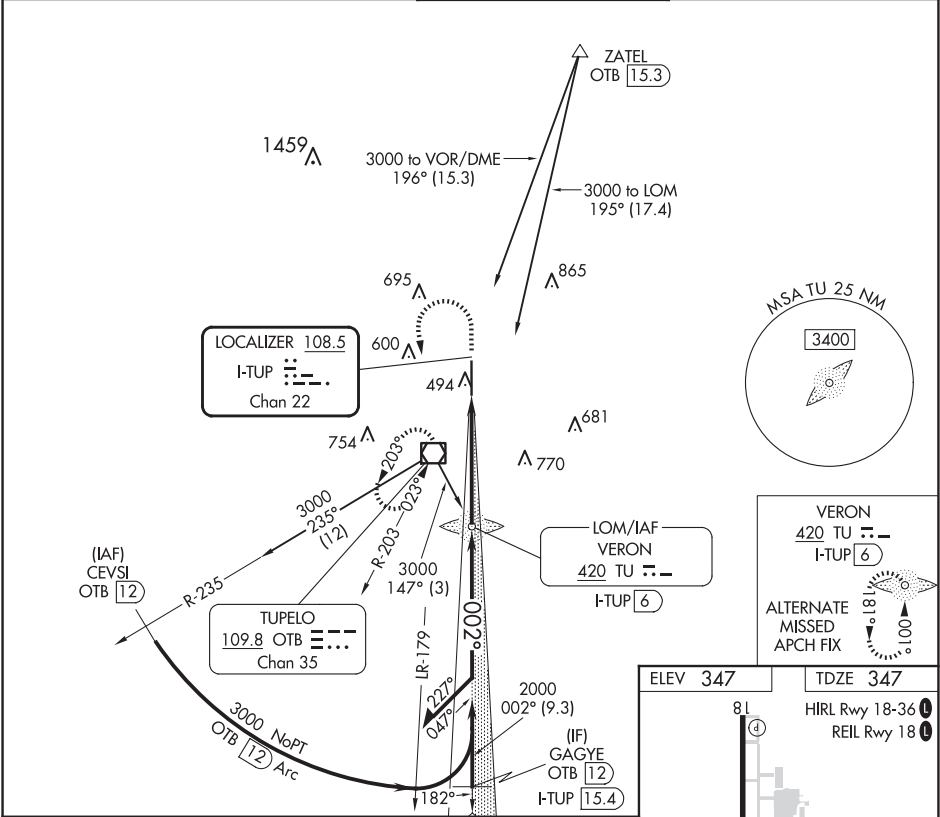 ZATEL
OTB 15.3
1459
3000 to VOR/DME
196° (15.3)
3000 to LOM
195° (17.4)
865
695
MSA TU 25 NM
3400
LOCALIZER 108.5
I-TUP
Chan 22
600
494
681
754
770
203°
023°
3000
235°
(12)
R-203
R-235
3000
147° (3)
(IAF)
CEVSI
OTB 12
LOM/IAF
VERON
420 TU
I-TUP 6
VERON
420 TU
I-TUP 6
ALTERNATE
MISSED
APCH FIX
181°
001°
TUPELO
109.8 OTB
Chan 35
LR-179
002°
227°
047°
2000
002° (9.3)
3000 NoPT
OTB 12 Arc
(IF)
GAGYE
OTB 12
I-TUP 15.4
182°
ELEV 347
TDZE 347
18
P
HIRL Rwy 18-36 L
REIL Rwy 18 L